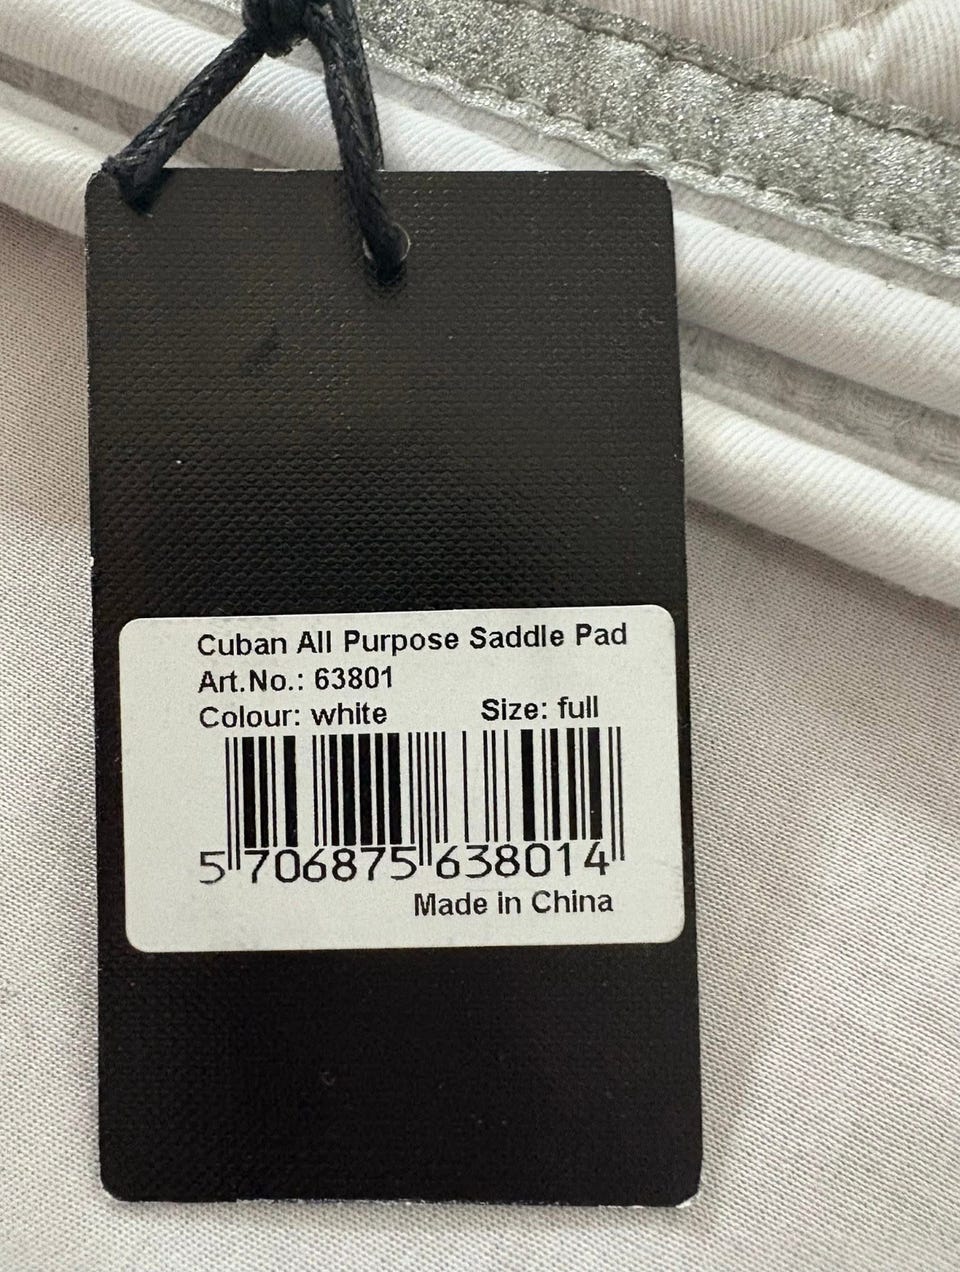 Cuban All Purpose Saddle Pad
Art.No.: 63801
Colour: white Size: full
5 706875 638014
Made in China